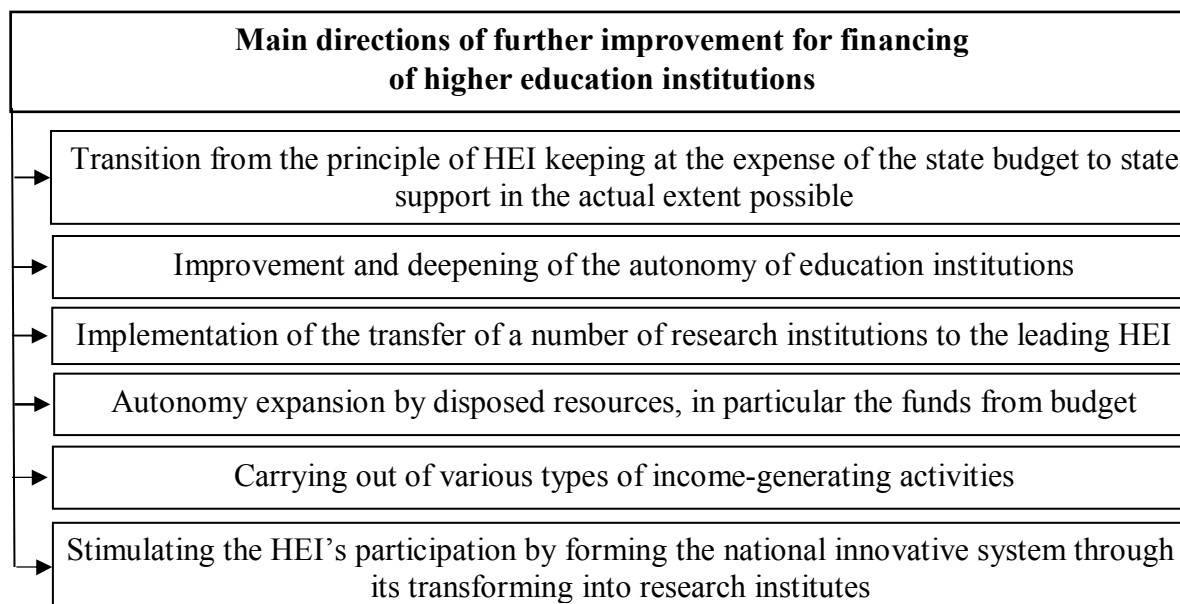 Main directions of further improvement for financing
of higher education institutions
Transition from the principle of HEI keeping at the expense of the state budget to state
support in the actual extent possible
Improvement and deepening of the autonomy of education institutions
Implementation of the transfer of a number of research institutions to the leading HEI
Autonomy expansion by disposed resources, in particular the funds from budget
Carrying out of various types of income-generating activities
Stimulating the HEI’s participation by forming the national innovative system through
its transforming into research institutes